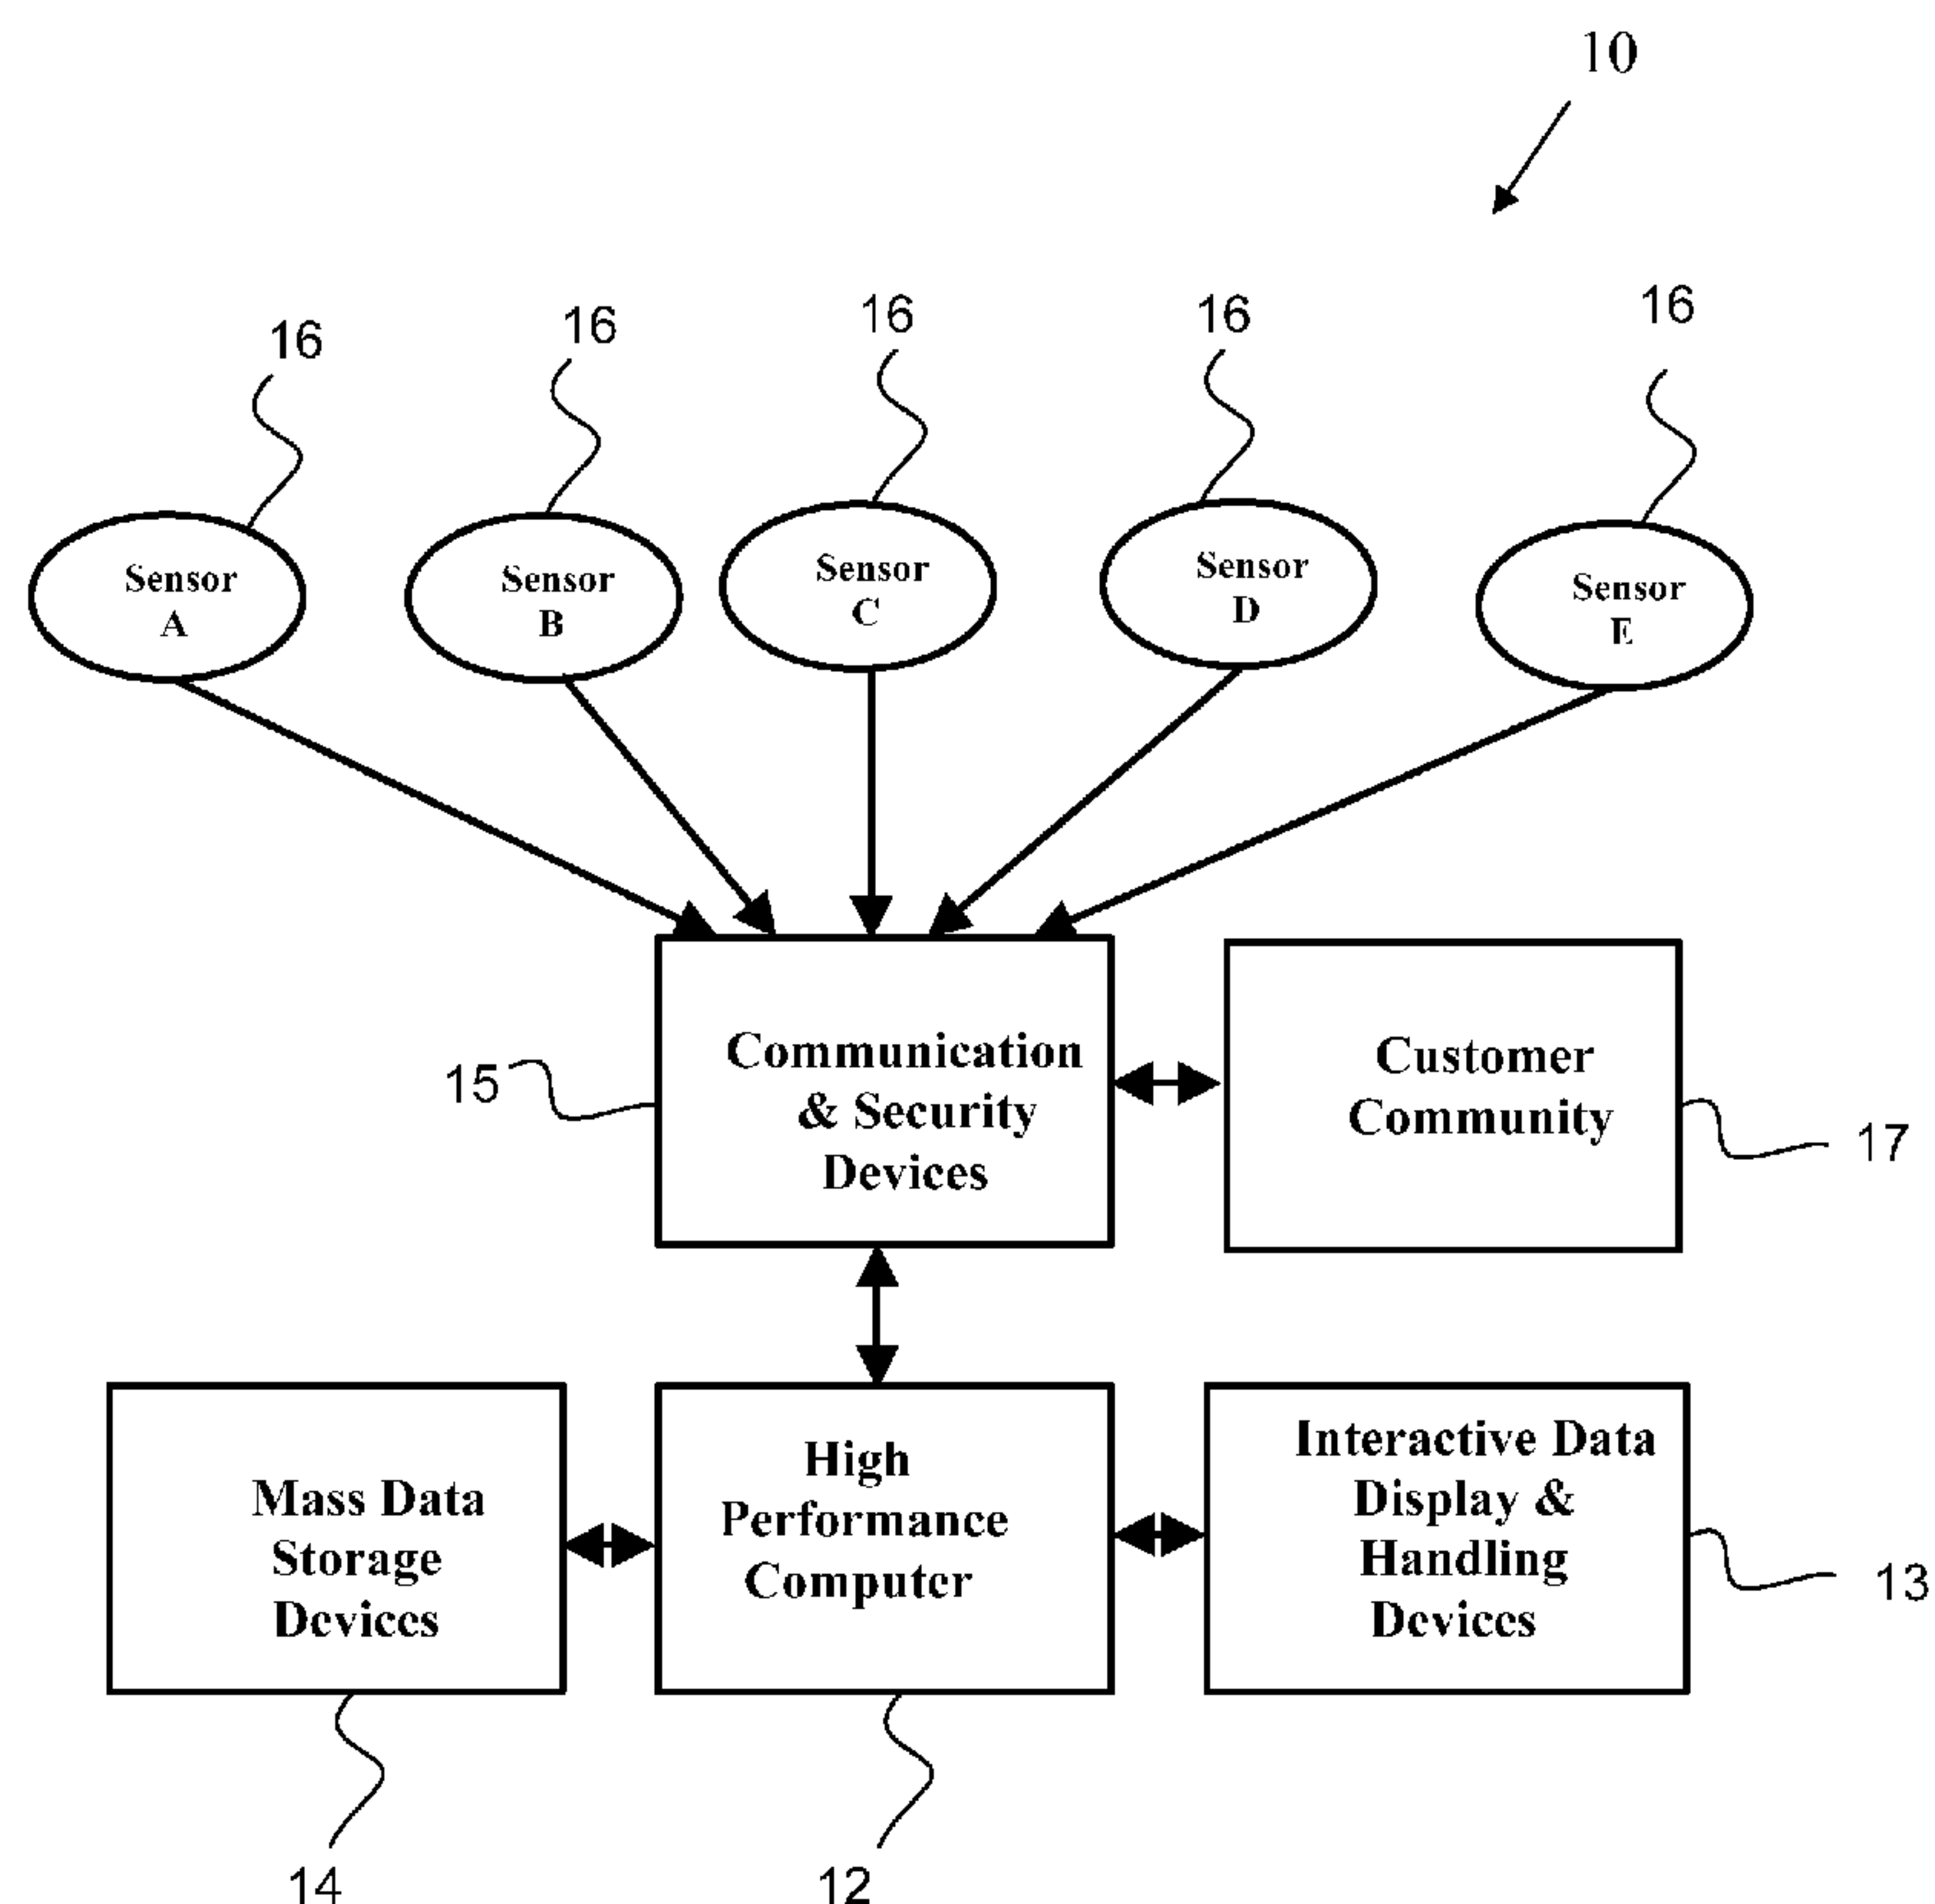 10
16
16
16
16
16
Sensor
A
Sensor
B
Sensor
C
Sensor
D
Sensor
E
Communication
& Security
Devices
15
Customer
Community
17
Mass Data
Storage
Devices
High
Performance
Computer
Interactive Data
Display &
Handling
Devices
13
14
12